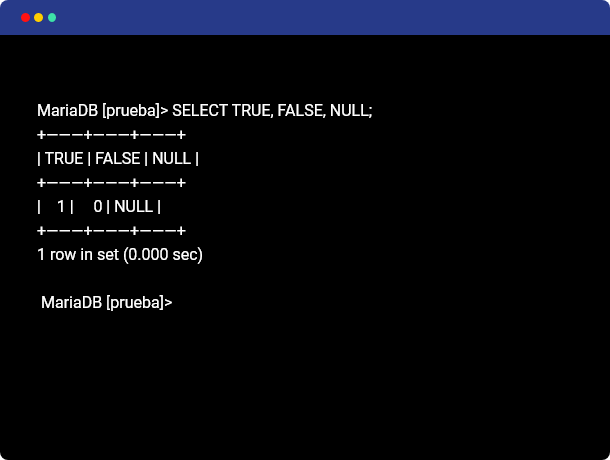 MariaDB [prueba]> SELECT TRUE, FALSE, NULL;
+———+———+———+
| TRUE | FALSE | NULL |
+———+———+———+
|    1 |     0 | NULL |
+———+———+———+
1 row in set (0.000 sec)
MariaDB [prueba]>